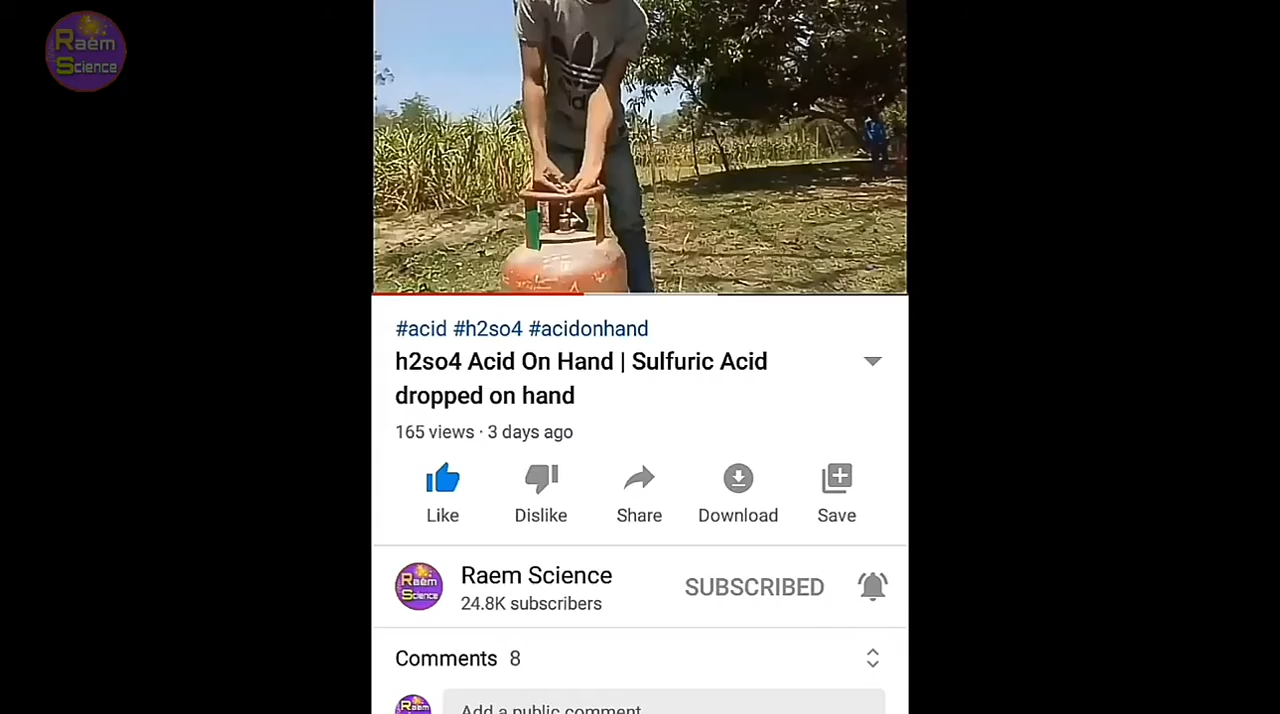 Raem
Science
#acid #h2so4 #acidonhand
h2so4 Acid On Hand | Sulfuric Acid
dropped on hand
165 views · 3 days ago
Like Dislike Share Download Save
Raem
Science
Raem Science
SUBSCRIBED
24.8K subscribers
Comments 8
Raem
Add a public comment